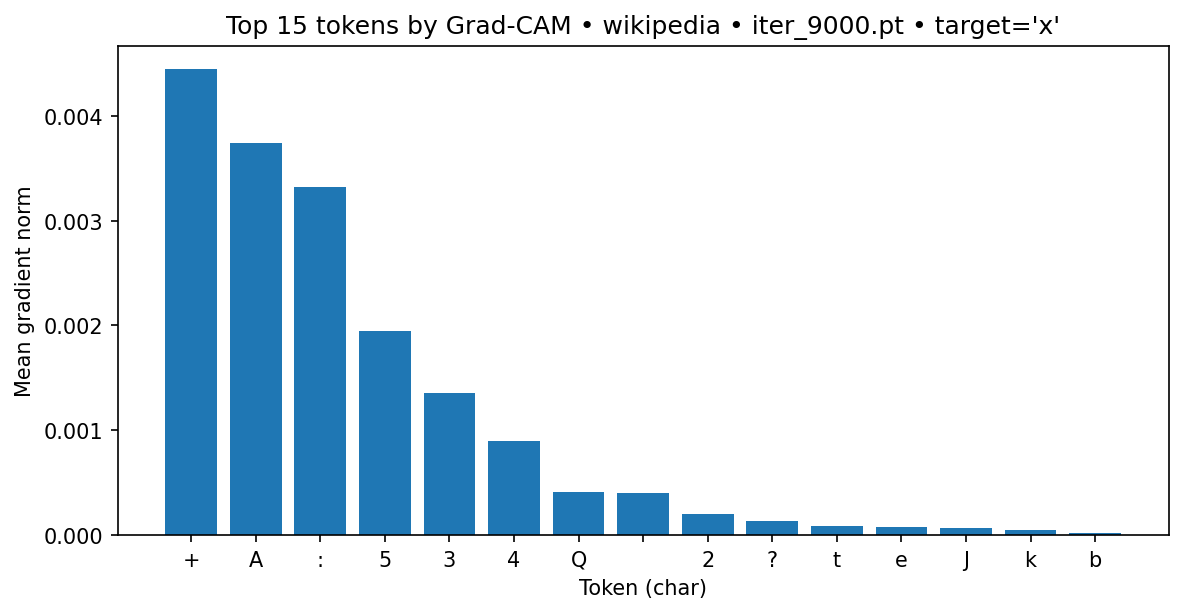 Top 15 tokens by Grad-CAM • wikipedia • iter_9000.pt • target='x'
Mean gradient norm
0.004
0.003
0.002
0.001
0.000
+ A : 5 3 4 Q 2 ? t e J k b
Token (char)